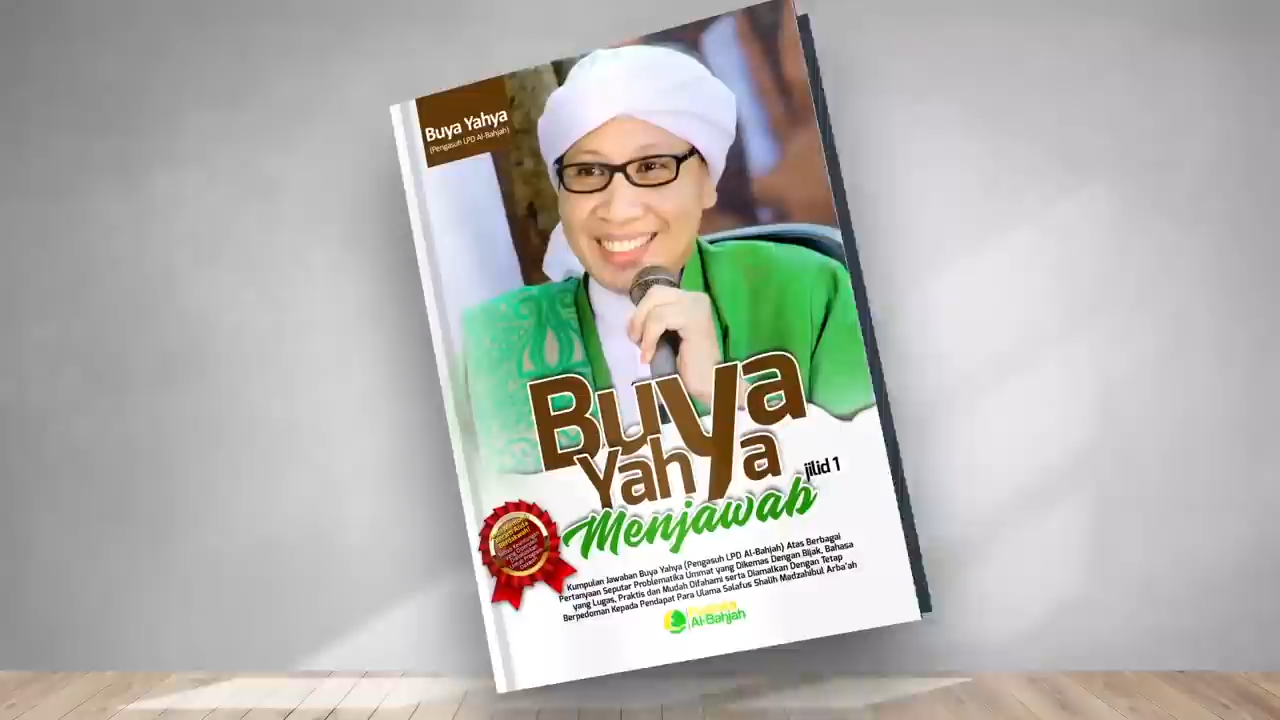 Buya Yahya
(Pengasuh LPD Al-Bahjah)
Buya
Yahya
jilid 1
Menjawab
Kumpulan Jawaban Buya Yahya (Pengasuh LPD Al-Bahjah) Atas Berbagai
Pertanyaan Seputar Problematika Ummat yang Dikemas Dengan Bijak, Bahasa
yang Lugas, Praktis dan Mudah Difahami serta Diamalkan Dengan Tetap
Berpedoman Kepada Pendapat Para Ulama Salafus Shalih Madzahibul Arba'ah
Al-Bahjah